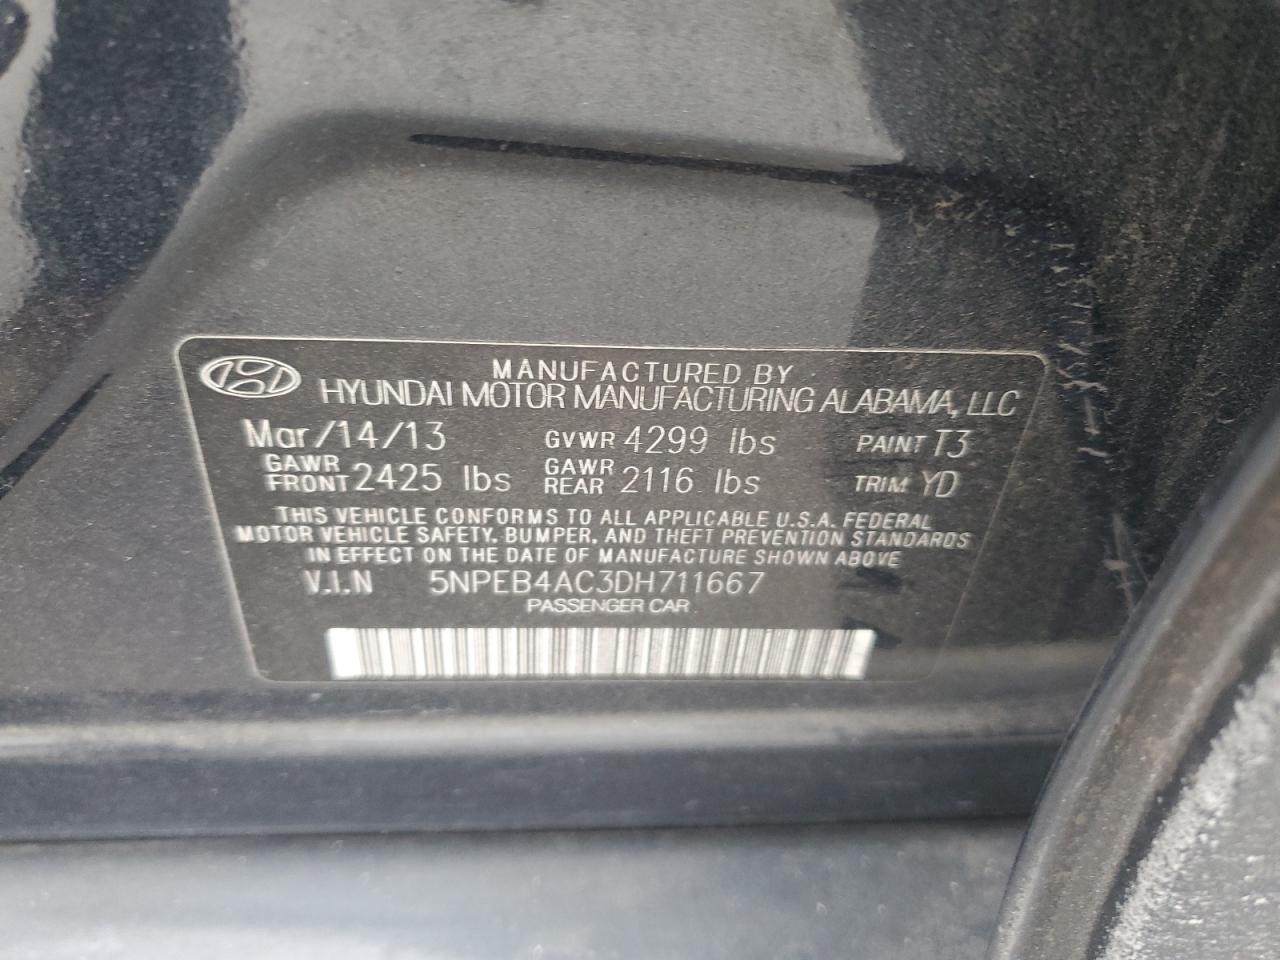 MANUFACTURED BY
HYUNDAI MOTOR MANUFACTURING ALABAMA, LLC
Mar/14/13 GVWR 4299 lbs PAINT T3
GAWR FRONT 2425 lbs GAWR REAR 2116 lbs TRIM YD
THIS VEHICLE CONFORMS TO ALL APPLICABLE U.S.A. FEDERAL
MOTOR VEHICLE SAFETY, BUMPER, AND THEFT PREVENTION STANDARDS
IN EFFECT ON THE DATE OF MANUFACTURE SHOWN ABOVE
V.I.N 5NPEB4AC3DH711667
PASSENGER CAR